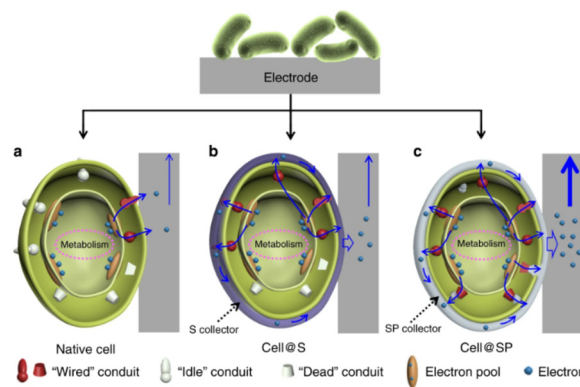 Electrode
a
b
c
Metabolism
Metabolism
Metabolism
S collector
SP collector
Native cell
Cell@S
Cell@SP
"Wired" conduit
"Idle" conduit
"Dead" conduit
Electron pool
Electron